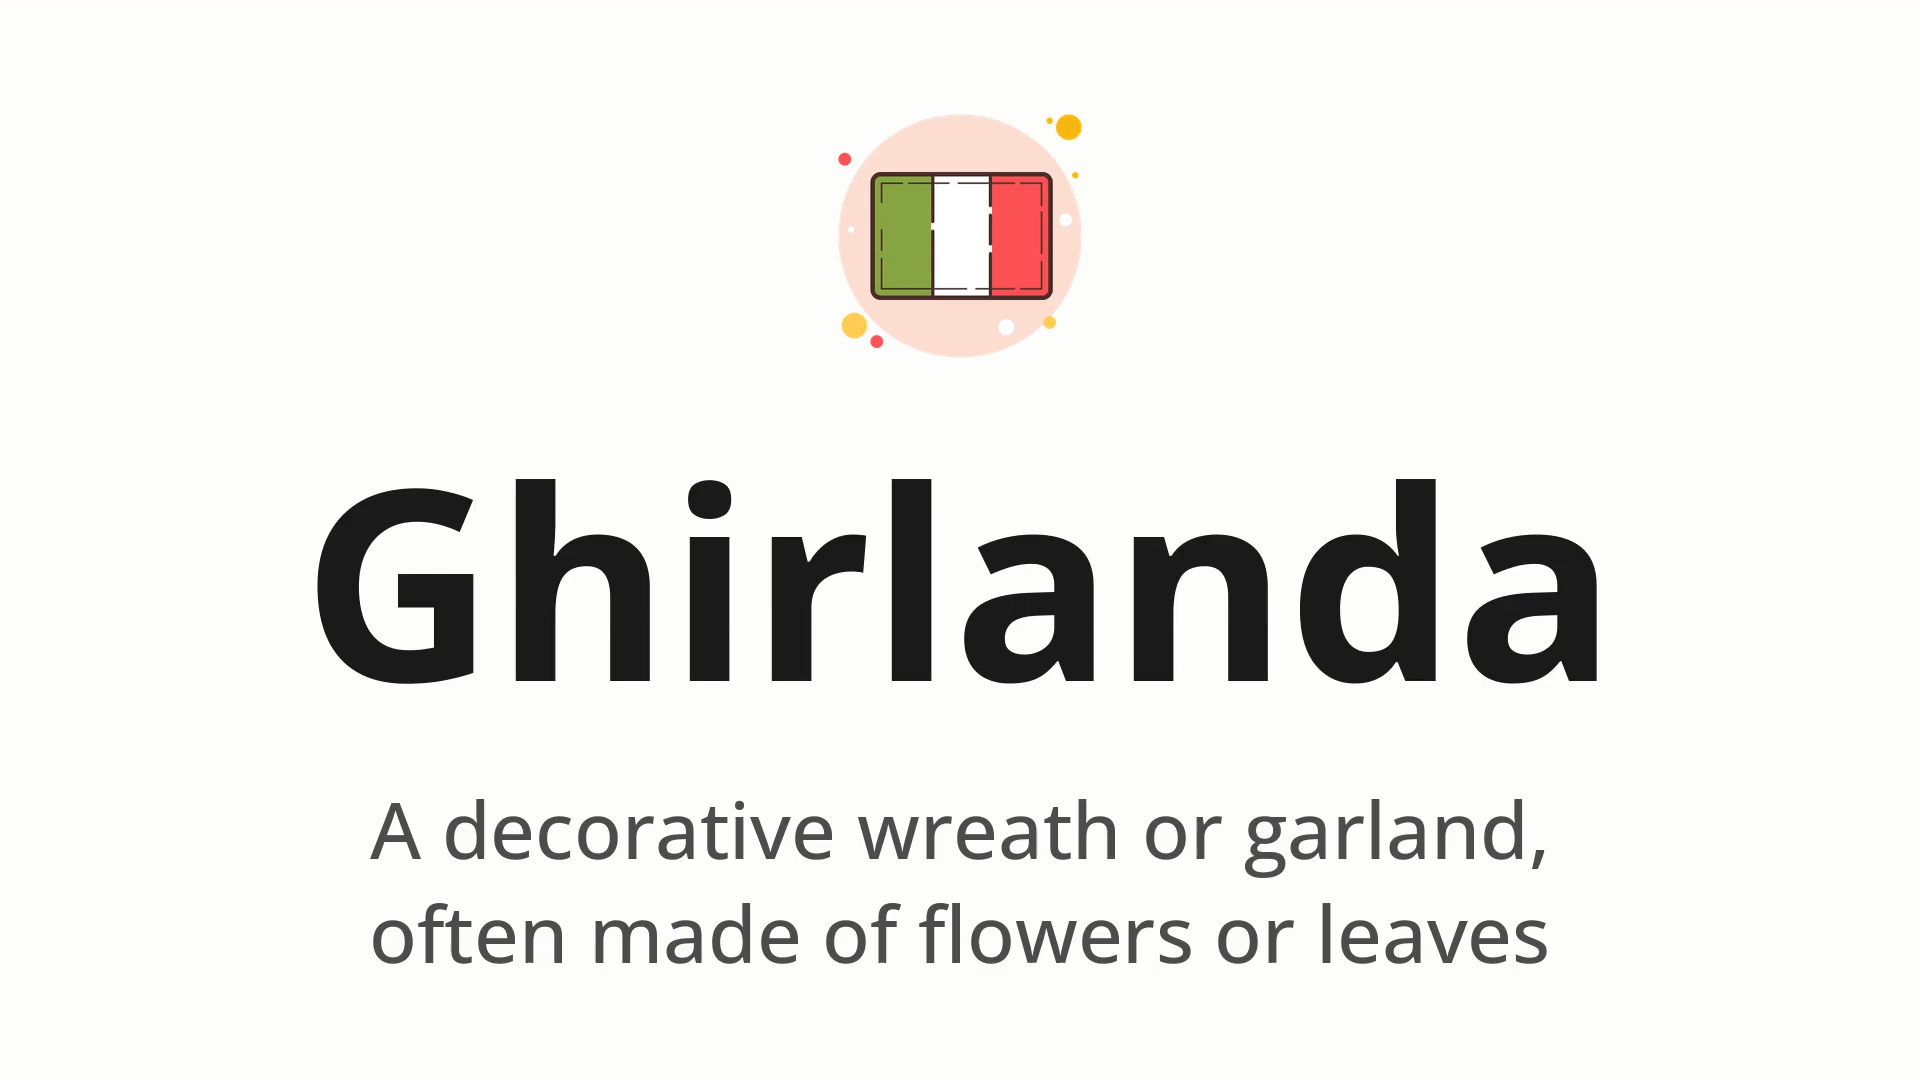 Ghirlanda
A decorative wreath or garland,
often made of flowers or leaves